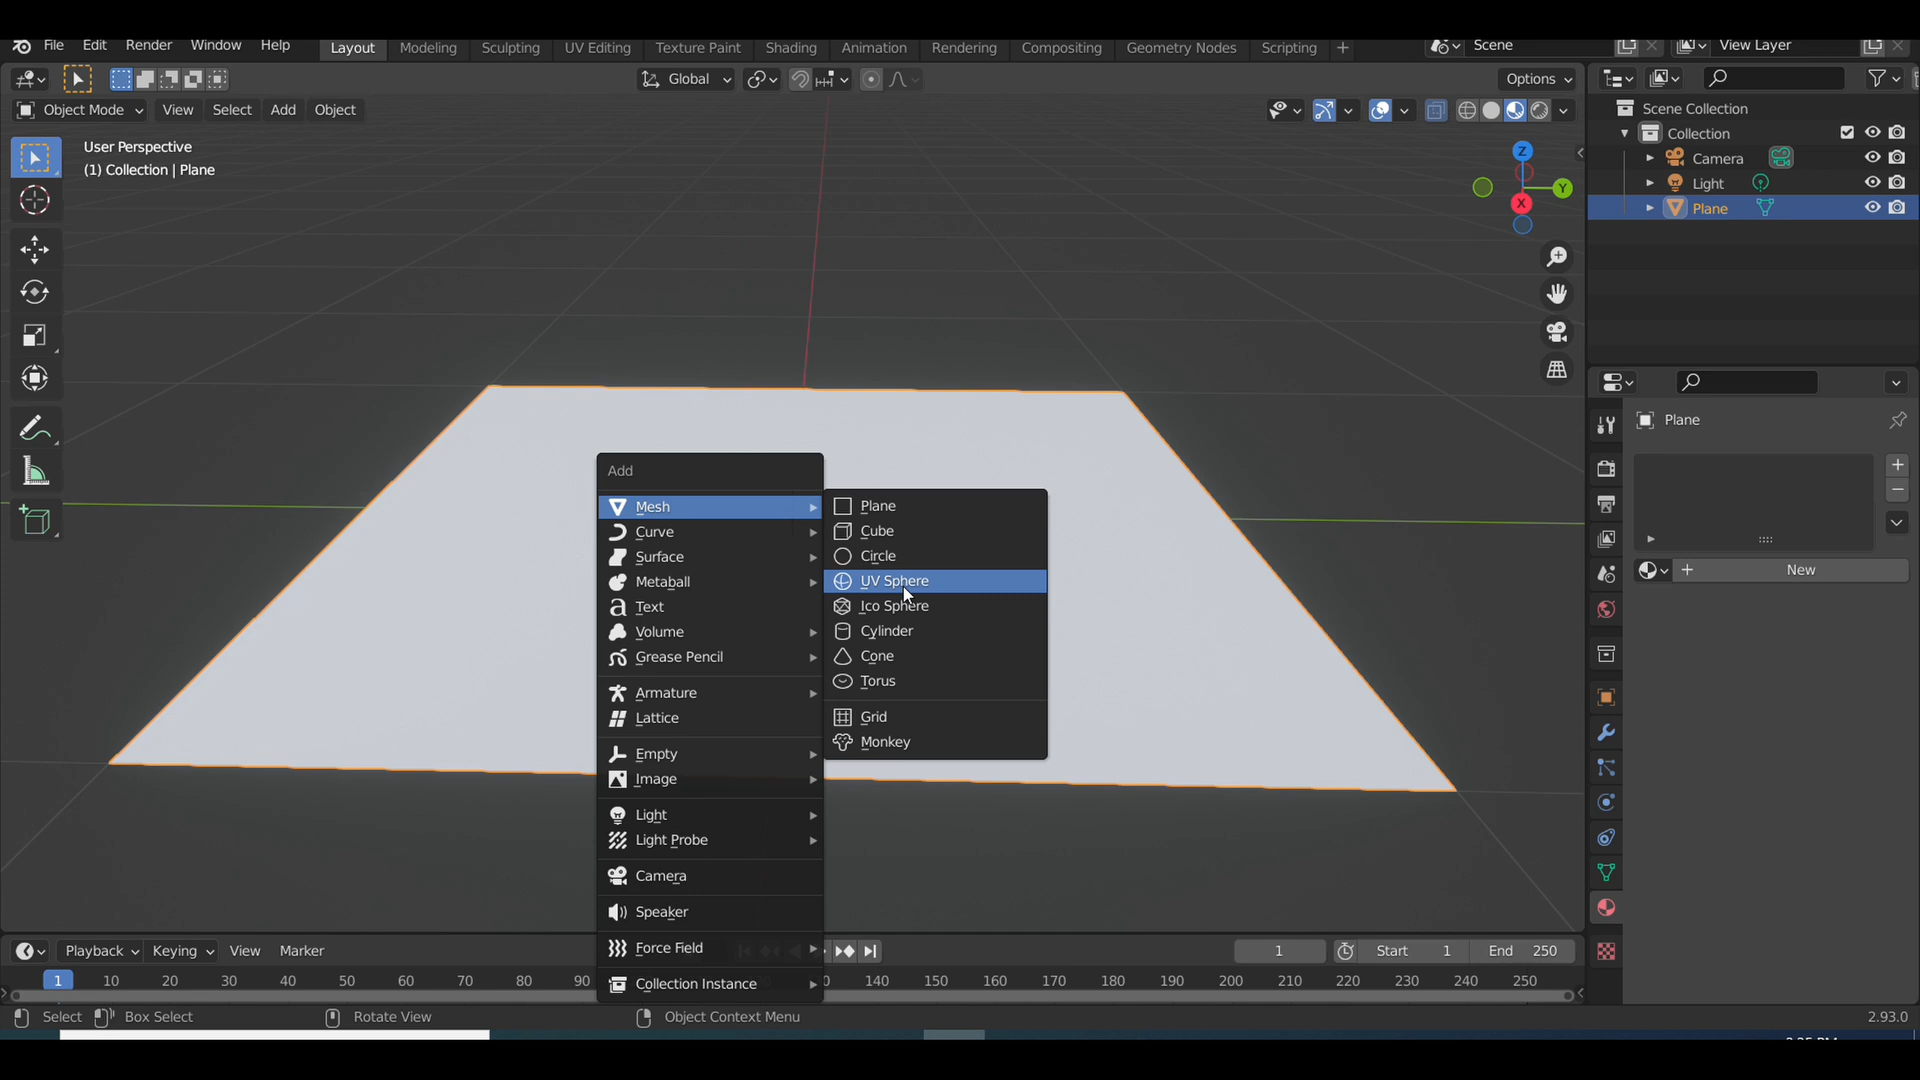 File Edit Render Window Help Layout Modeling Sculpting UV Editing Texture Paint Shading Animation Rendering Compositing Geometry Nodes Scripting + Scene View Layer
Global Options
Object Mode View Select Add Object
User Perspective
(1) Collection | Plane
Z
Y
X
Scene Collection
Collection
Camera
Light
Plane
Plane
New
Add
Mesh
Curve
Surface
Metaball
Text
Volume
Grease Pencil
Armature
Lattice
Empty
Image
Light
Light Probe
Camera
Speaker
Force Field
Collection Instance
Plane
Cube
Circle
UV Sphere
Ico Sphere
Cylinder
Cone
Torus
Grid
Monkey
Playback Keying View Marker 1 Start 1 End 250
1 10 20 30 40 50 60 70 80 90 0 140 150 160 170 180 190 200 210 220 230 240 250
Select Box Select Rotate View Object Context Menu 2.93.0